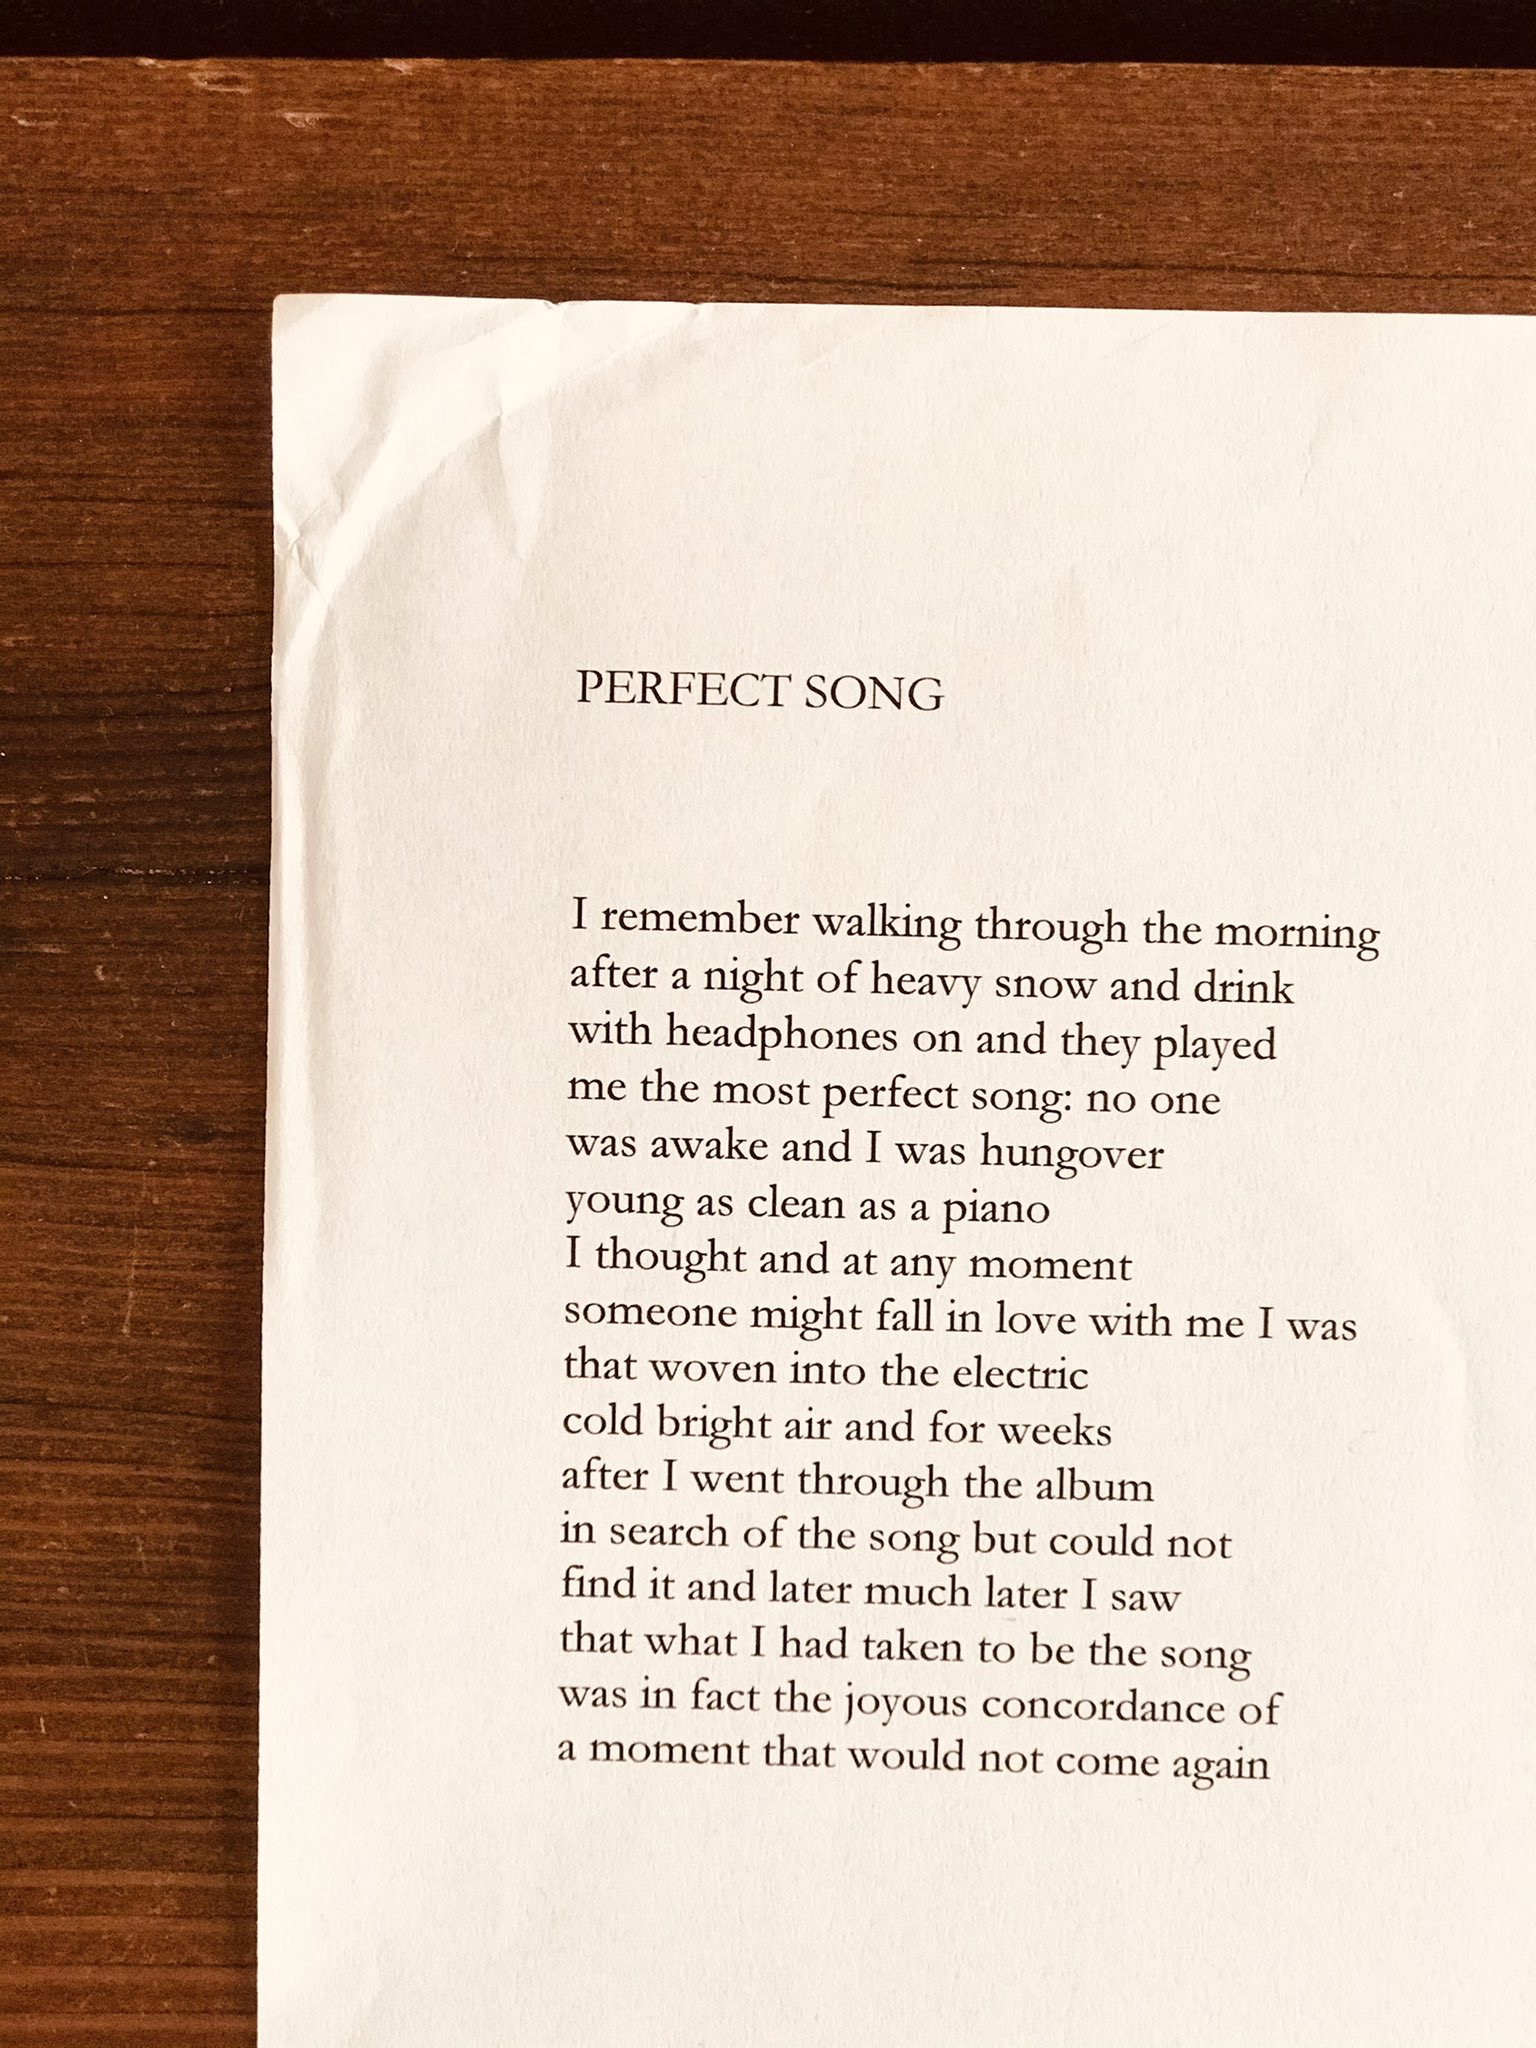 PERFECT SONG
I remember walking through the morning
after a night of heavy snow and drink
with headphones on and they played
me the most perfect song: no one
was awake and I was hungover
young as clean as a piano
I thought and at any moment
someone might fall in love with me I was
that woven into the electric
cold bright air and for weeks
after I went through the album
in search of the song but could not
find it and later much later I saw
that what I had taken to be the song
was in fact the joyous concordance of
a moment that would not come again